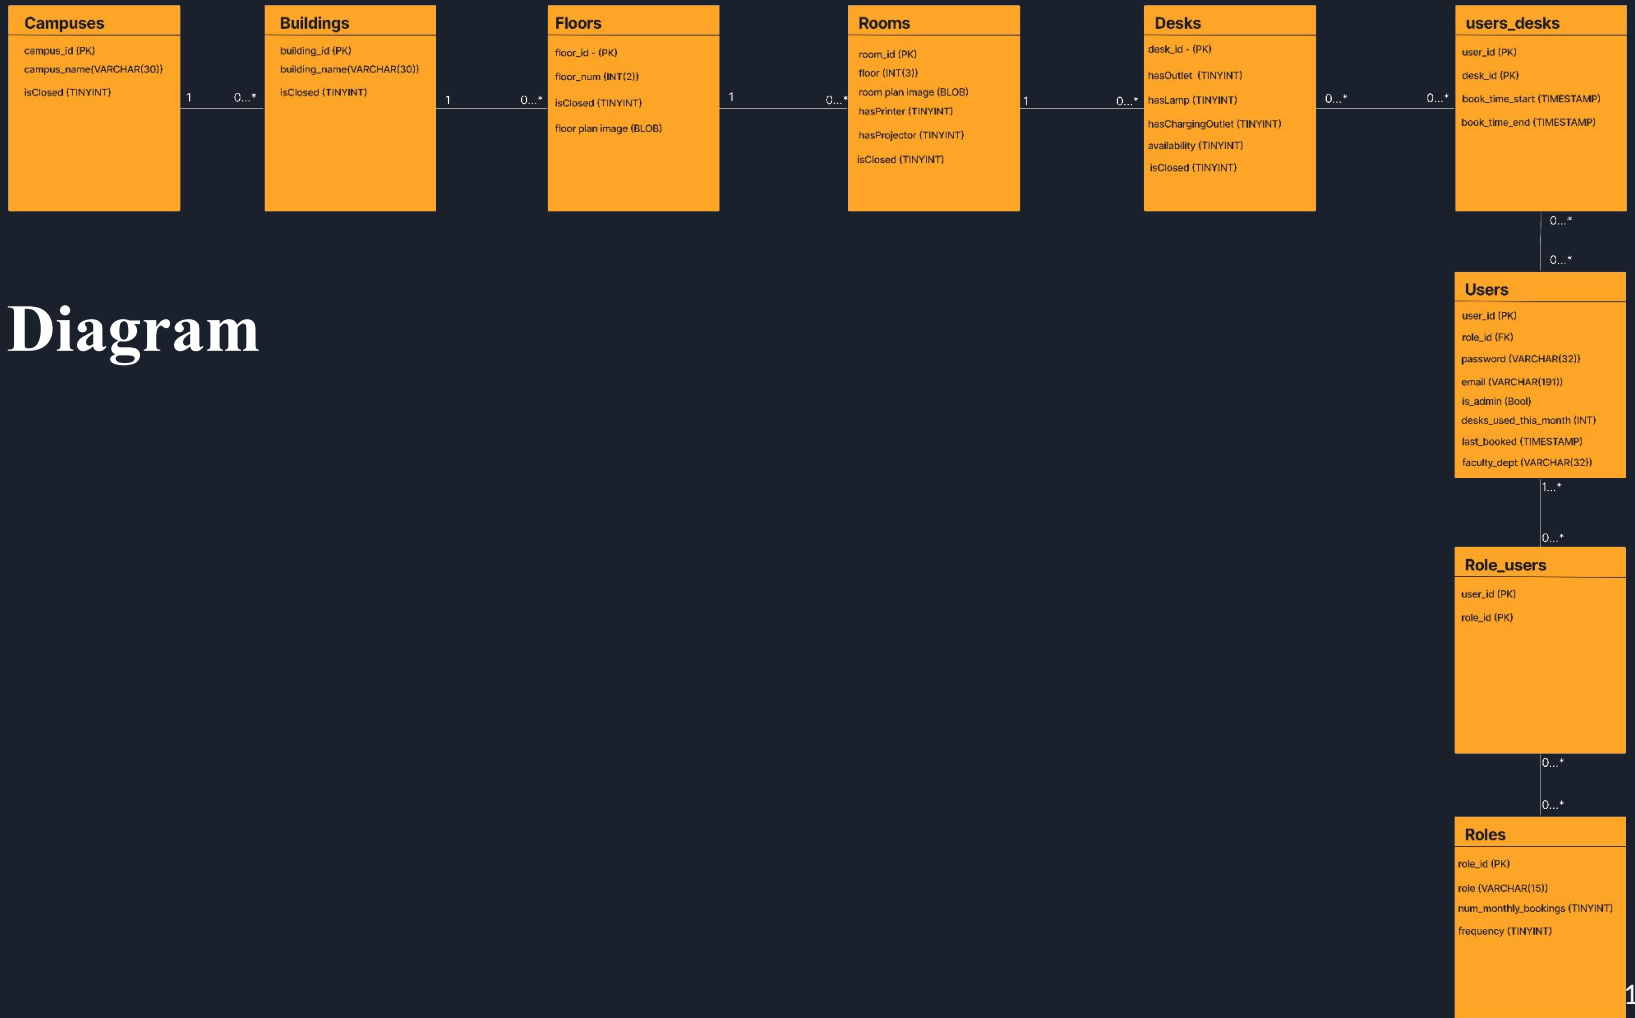 Campuses
campus_id (PK)
campus_name(VARCHAR(30))
isClosed (TINYINT)
1
0...*
Buildings
building_id (PK)
building_name(VARCHAR(30))
isClosed (TINYINT)
1
0...*
Floors
floor_id - (PK)
floor_num (INT(2))
isClosed (TINYINT)
floor plan image (BLOB)
1
0...*
Rooms
room_id (PK)
floor (INT(3))
room plan image (BLOB)
hasPrinter (TINYINT)
hasProjector (TINYINT)
isClosed (TINYINT)
1
0...*
Desks
desk_id - (PK)
hasOutlet (TINYINT)
hasLamp (TINYINT)
hasChargingOutlet (TINYINT)
availability (TINYINT)
isClosed (TINYINT)
0...*
0...*
users_desks
user_id (PK)
desk_id (PK)
book_time_start (TIMESTAMP)
book_time_end (TIMESTAMP)
0...*
0...*
Diagram
Users
user_id (PK)
role_id (FK)
password (VARCHAR(32))
email (VARCHAR(191))
is_admin (Bool)
desks_used_this_month (INT)
last_booked (TIMESTAMP)
faculty_dept (VARCHAR(32))
1...*
0...*
Role_users
user_id (PK)
role_id (PK)
0...*
0...*
Roles
role_id (PK)
role (VARCHAR(15))
num_monthly_bookings (TINYINT)
frequency (TINYINT)
1